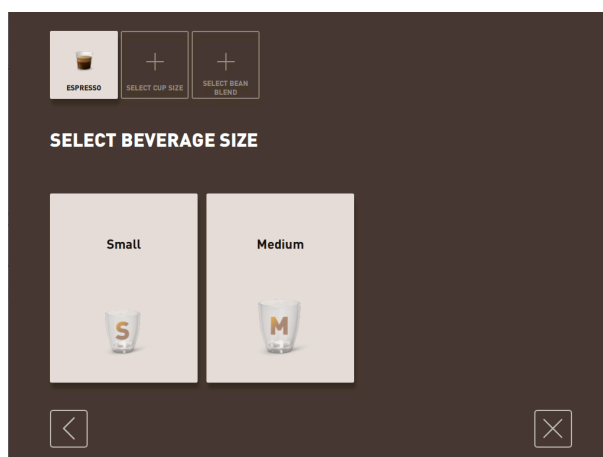 ESPRESSO
SELECT CUP SIZE
SELECT BEAN
BLEND
SELECT BEVERAGE SIZE
Small
Medium
S
M